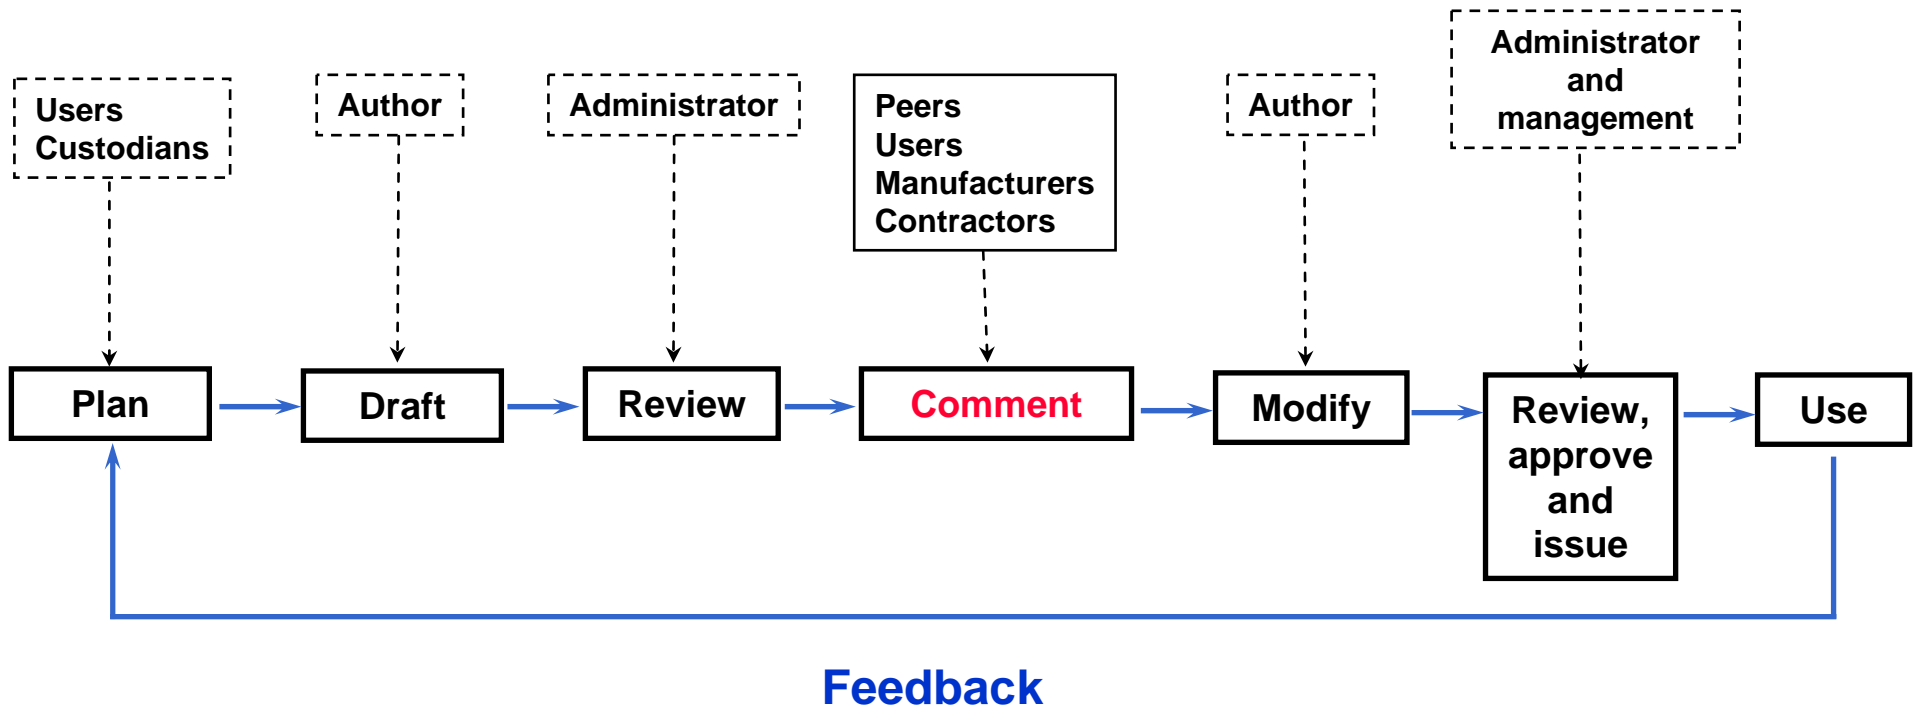 Users
Custodians
Author
Administrator
Peers
Users
Manufacturers
Contractors
Author
Administrator
and
management
Plan
Draft
Review
Comment
Modify
Review,
approve
and
issue
Use
Feedback